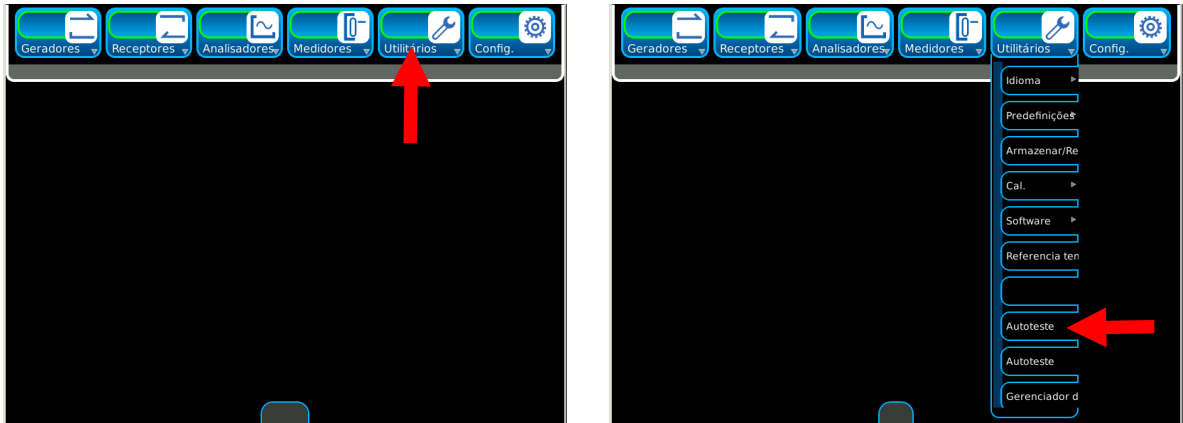 Geradores Receptores Analisadores Medidores Utilitários Config.
Geradores Receptores Analisadores Medidores Utilitários Config.
Idioma
Predefinições
Armazenar/Re
Cal.
Software
Referencia ten
Autoteste
Autoteste
Gerenciador d